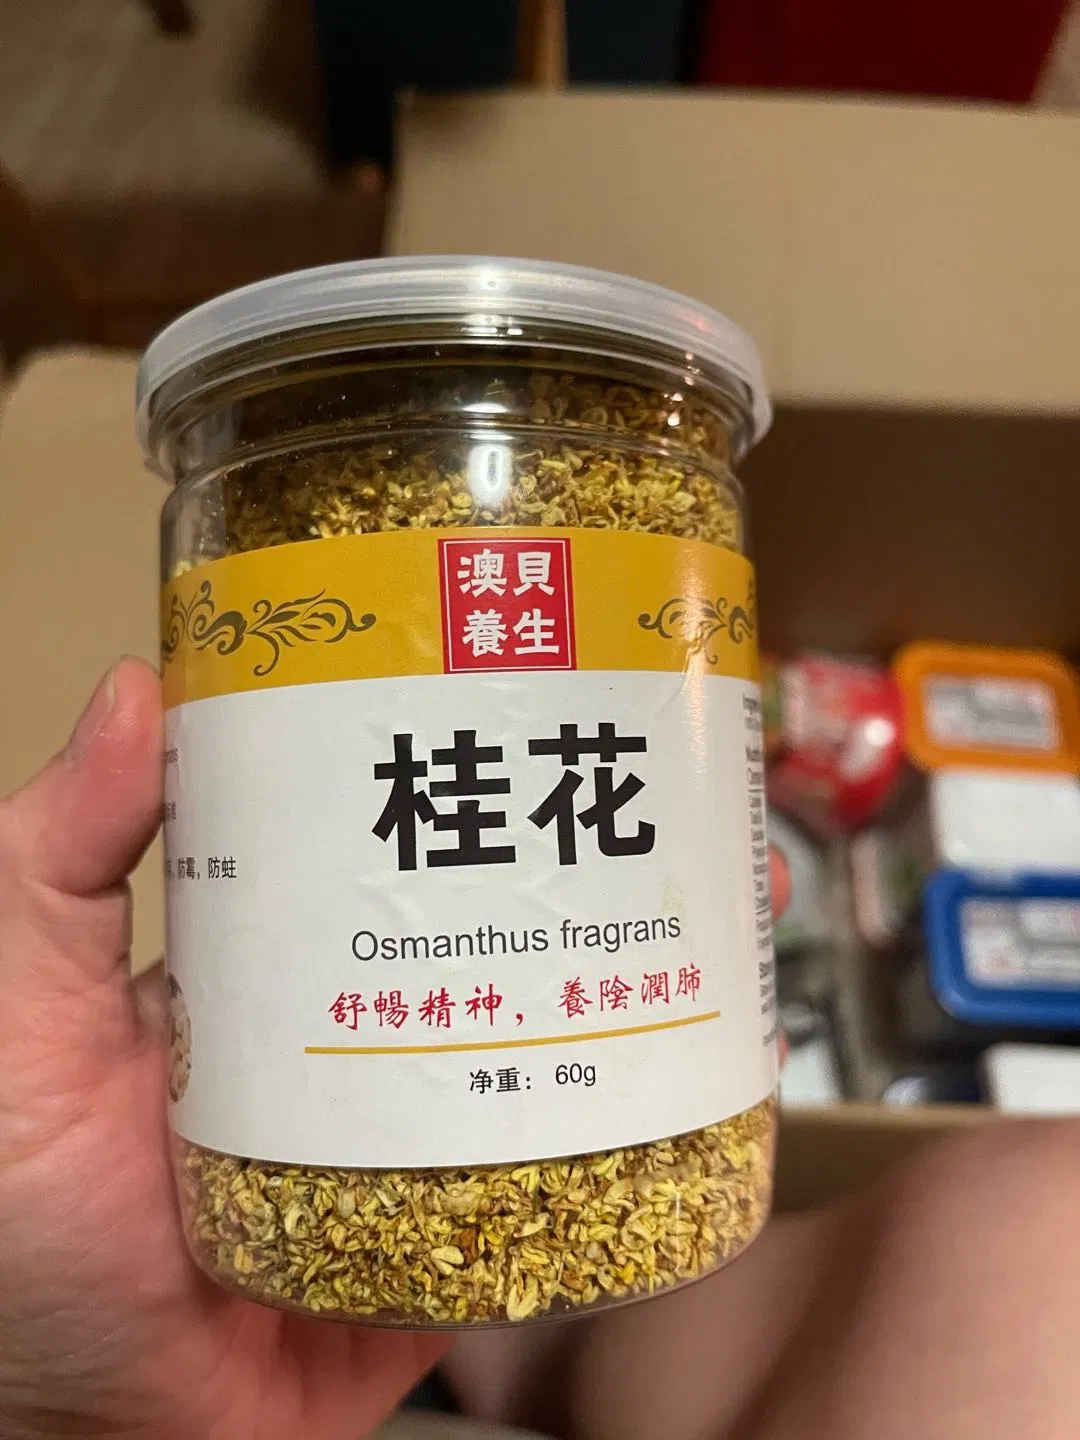 澳貝
養生
桂花
Osmanthus fragrans
舒暢精神，養陰潤肺
净重： 60g
防霉，防蛀